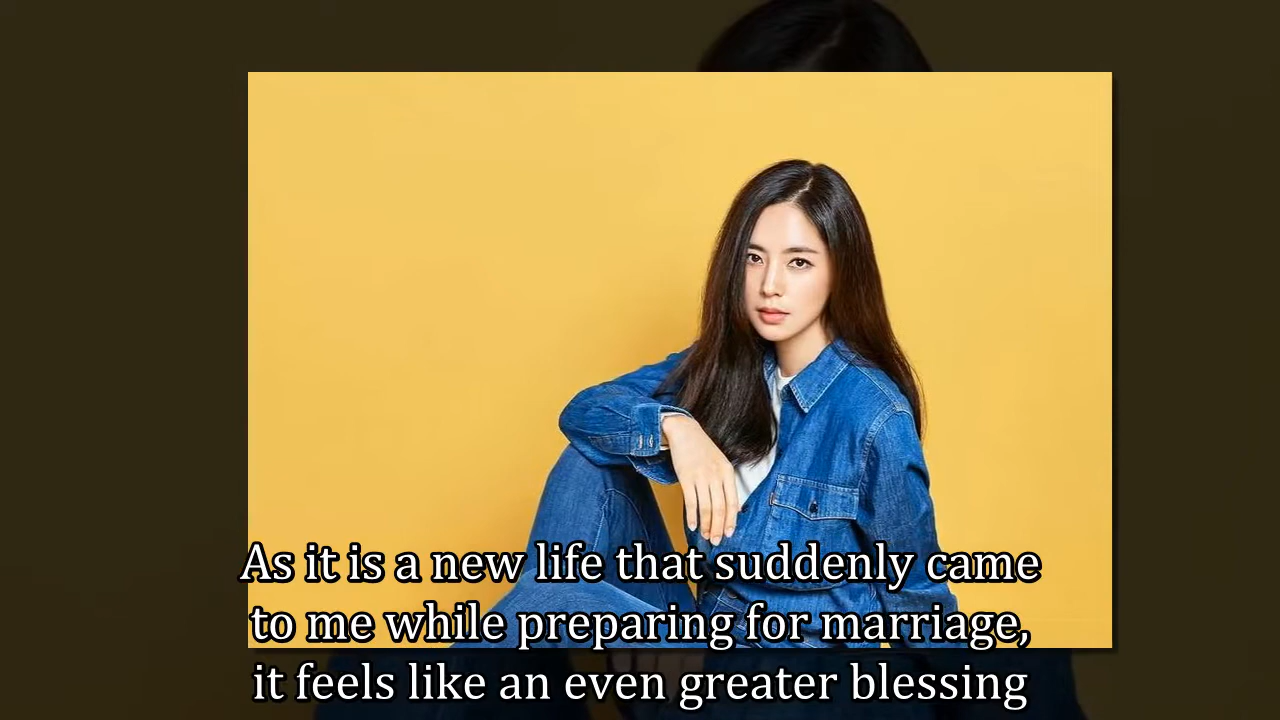 As it is a new life that suddenly came
to me while preparing for marriage,
it feels like an even greater blessing